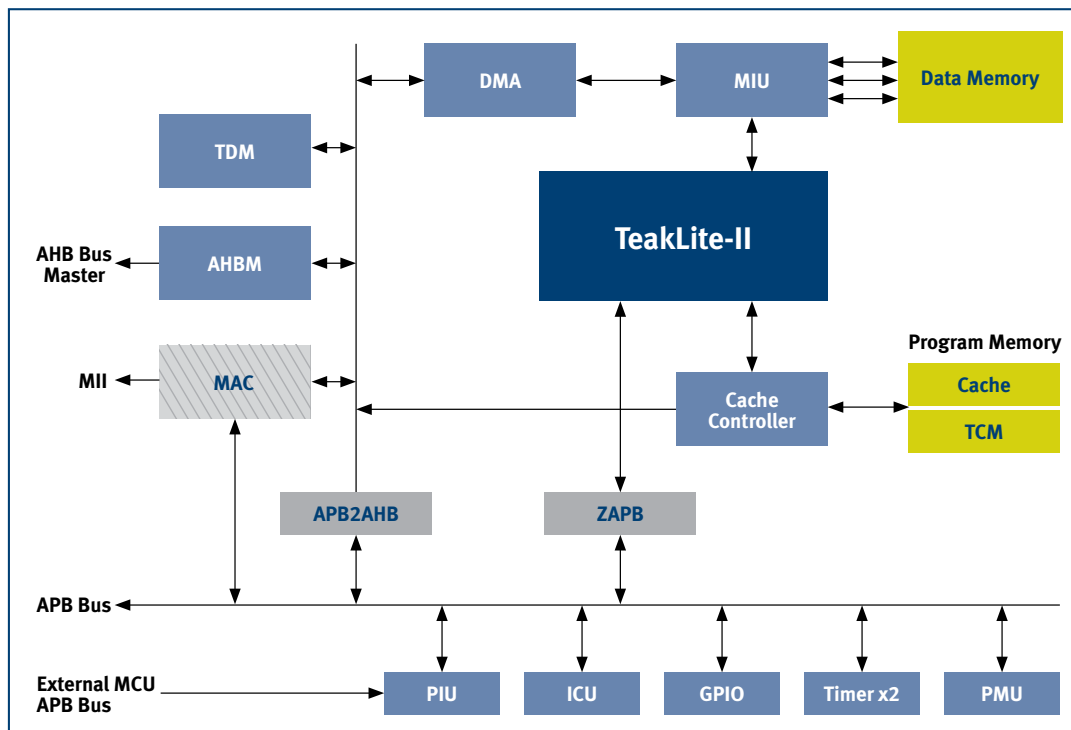 DMA
MIU
Data Memory
TDM
TeakLite-II
AHB Bus
Master
AHBM
Program Memory
MII
MAC
Cache
Controller
Cache
TCM
APB2AHB
ZAPB
APB Bus
External MCU
APB Bus
PIU
ICU
GPIO
Timer x2
PMU